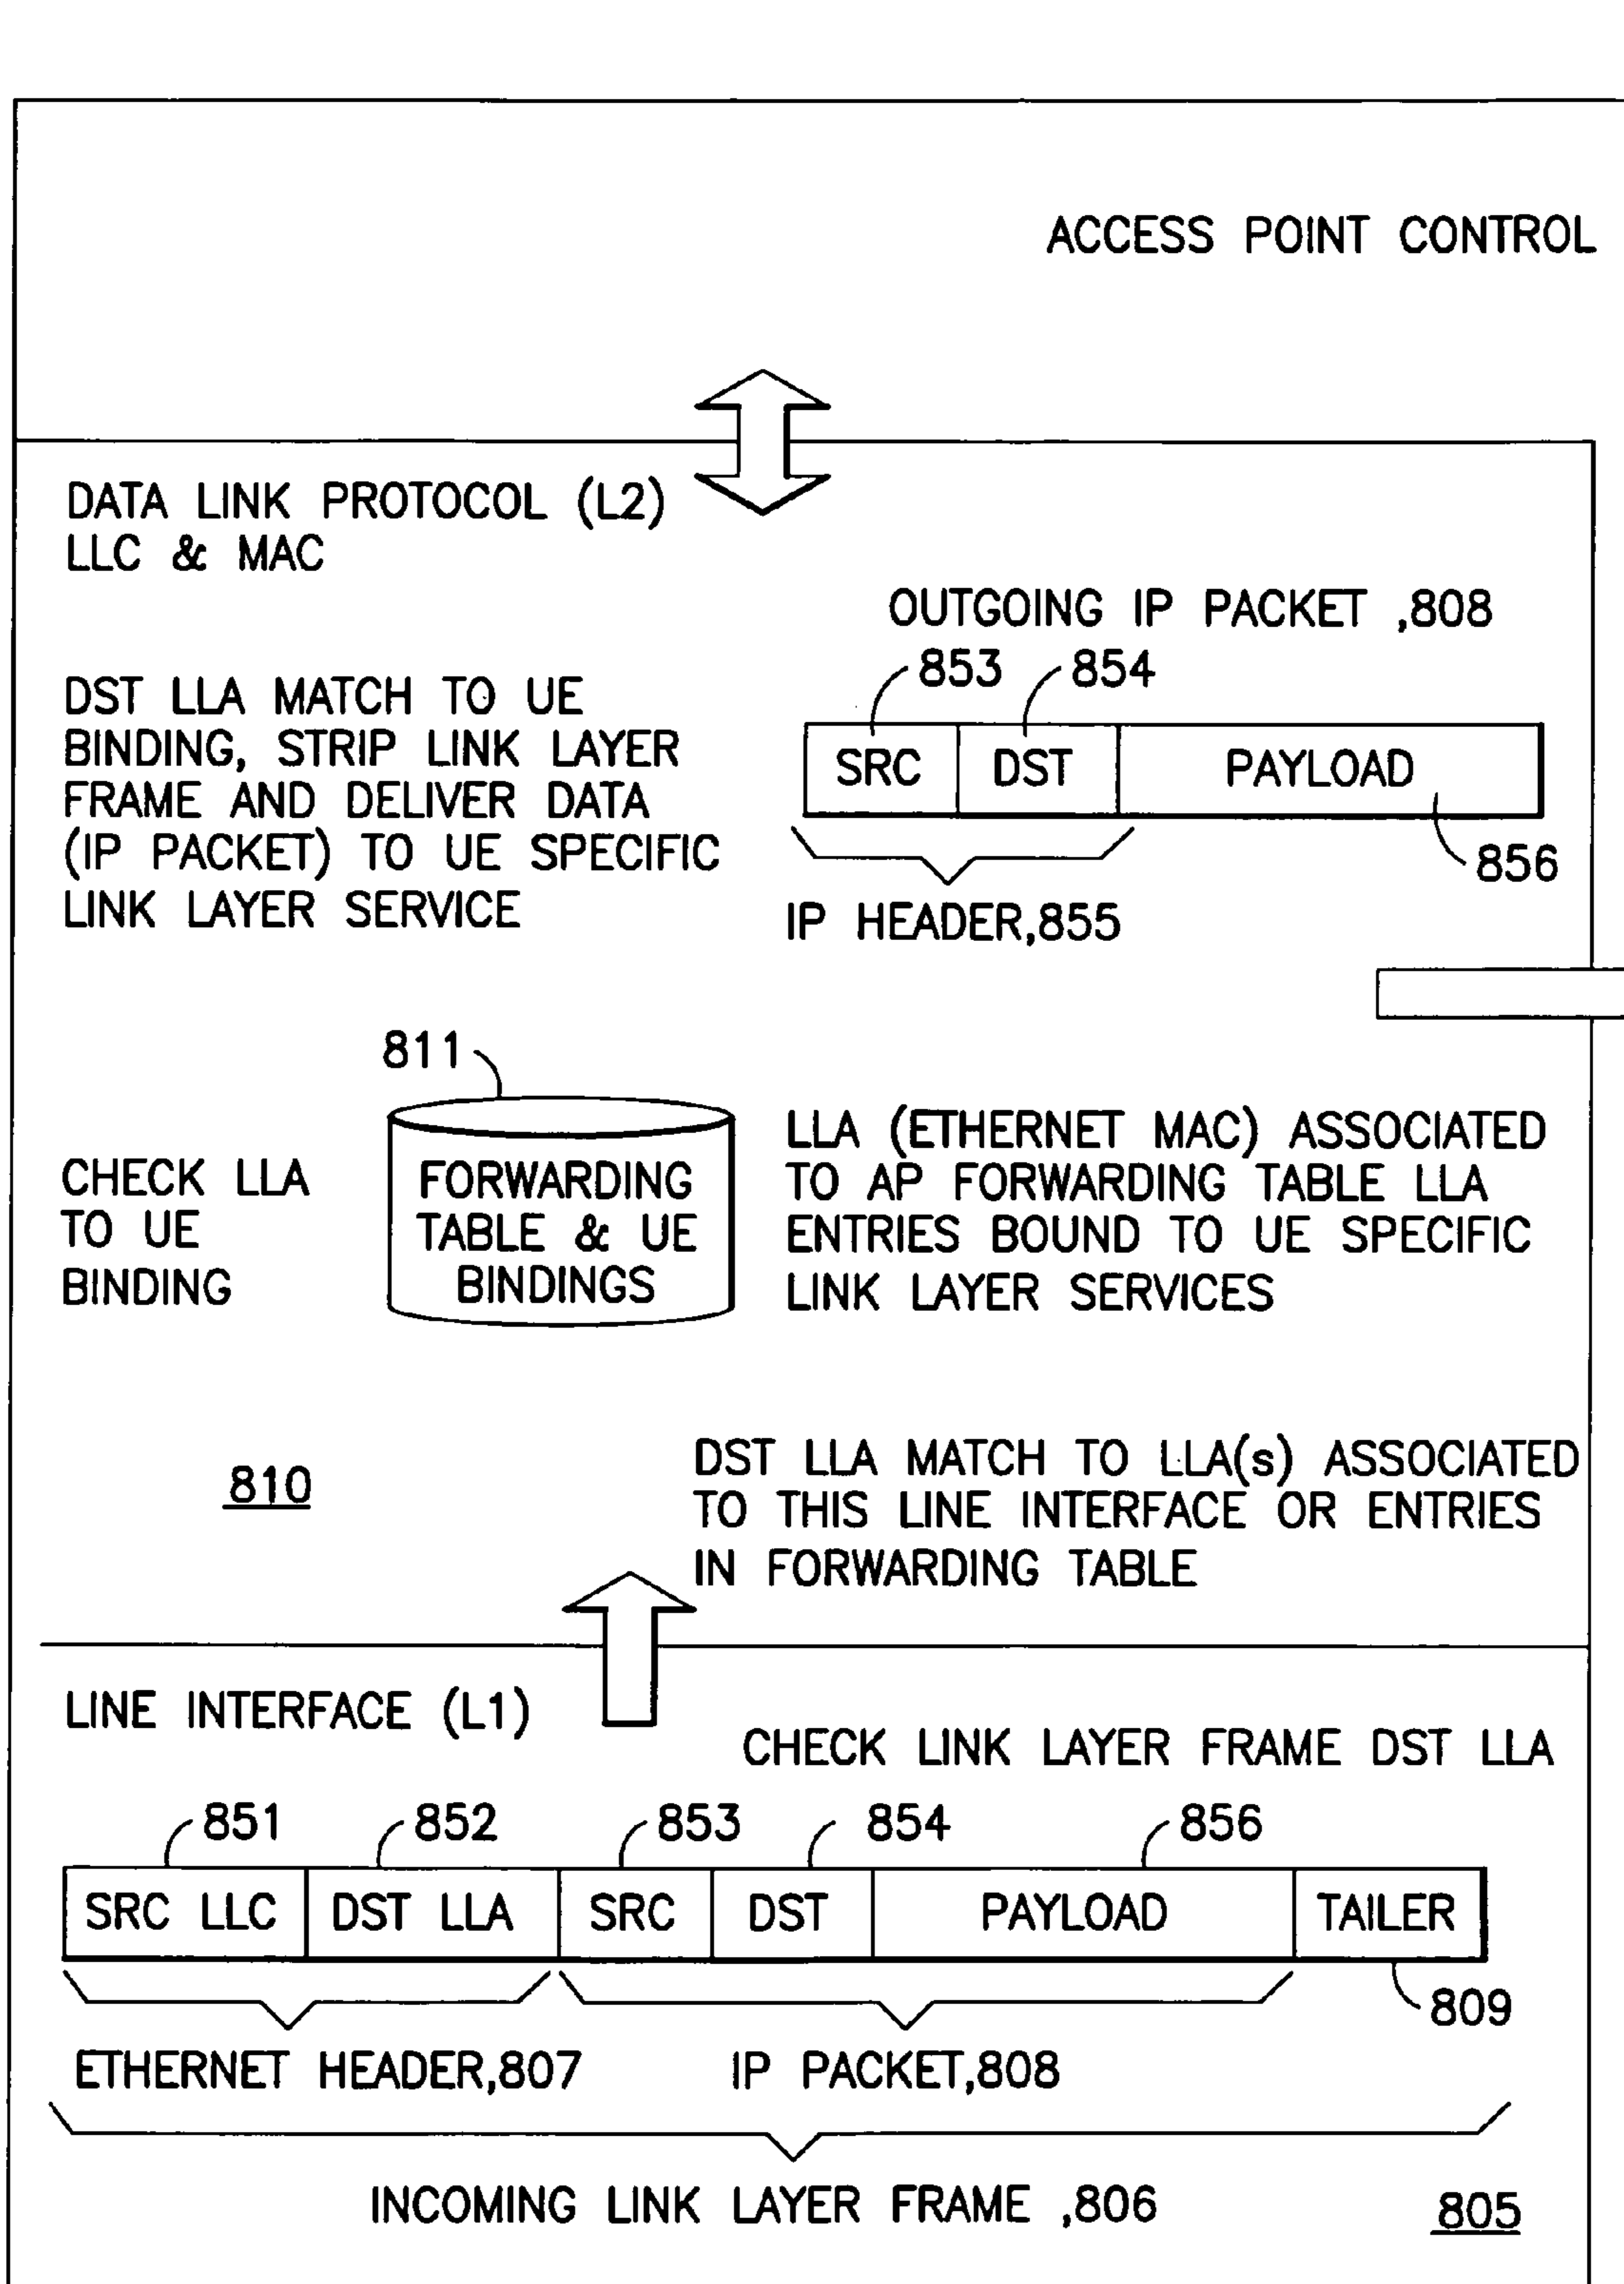 ACCESS POINT CONTROL
DATA LINK PROTOCOL (L2)
LLC & MAC
OUTGOING IP PACKET ,808
853 854
SRC DST PAYLOAD
856
IP HEADER,855
DST LLA MATCH TO UE
BINDING, STRIP LINK LAYER
FRAME AND DELIVER DATA
(IP PACKET) TO UE SPECIFIC
LINK LAYER SERVICE
811
CHECK LLA
TO UE
BINDING
FORWARDING
TABLE & UE
BINDINGS
LLA (ETHERNET MAC) ASSOCIATED
TO AP FORWARDING TABLE LLA
ENTRIES BOUND TO UE SPECIFIC
LINK LAYER SERVICES
810
DST LLA MATCH TO LLA(s) ASSOCIATED
TO THIS LINE INTERFACE OR ENTRIES
IN FORWARDING TABLE
LINE INTERFACE (L1)
CHECK LINK LAYER FRAME DST LLA
851 852 853 854 856
SRC LLC DST LLA SRC DST PAYLOAD TAILER
809
ETHERNET HEADER,807 IP PACKET,808
INCOMING LINK LAYER FRAME ,806
805